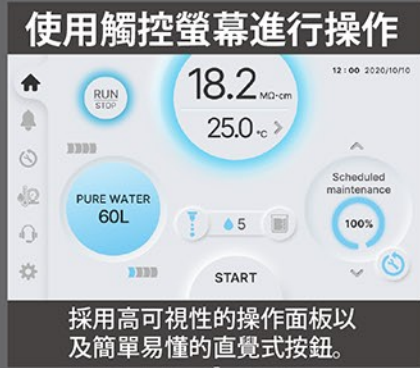 使用觸控螢幕進行操作
12:00 2020/10/10
RUN
STOP
18.2 MΩ·cm
25.0 ℃
PURE WATER
60L
5
Scheduled
maintenance
100%
START
採用高可視性的操作面板以
及簡單易懂的直覺式按鈕。